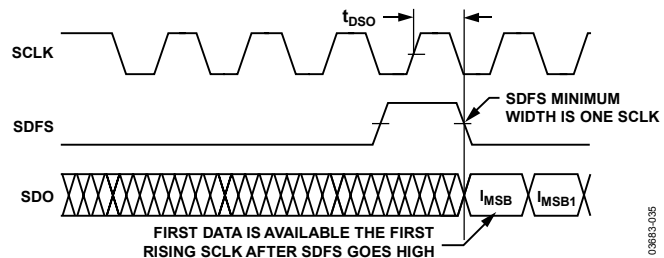 tDSO
SCLK
SDFS
SDFS MINIMUM
WIDTH IS ONE SCLK
SDO
IMSB
IMSB1
FIRST DATA IS AVAILABLE THE FIRST
RISING SCLK AFTER SDFS GOES HIGH
03683-035